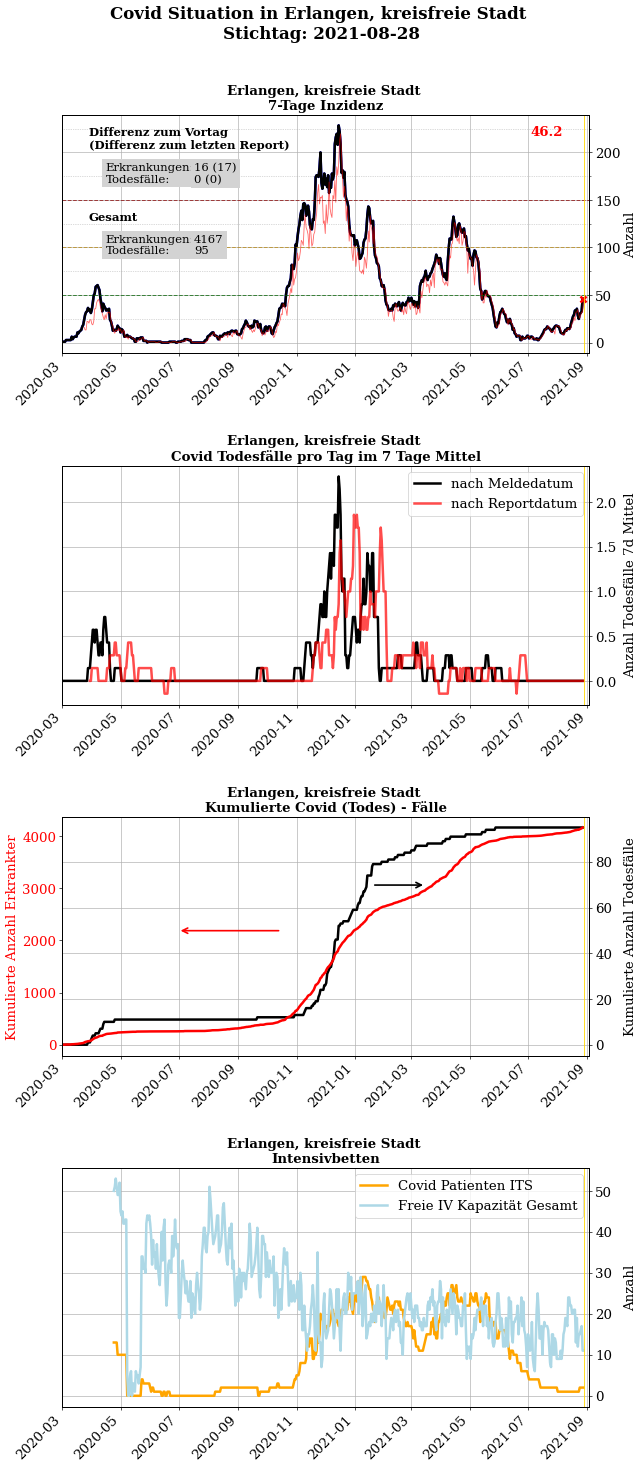 Covid Situation in Erlangen, kreisfreie Stadt
Stichtag: 2021-08-28
Erlangen, kreisfreie Stadt
7-Tage Inzidenz
Differenz zum Vortag
(Differenz zum letzten Report)
Erkrankungen 16 (17)
Todesfälle: 0 (0)
Gesamt
Erkrankungen 4167
Todesfälle: 95
46.2
200
150
100
50
0
Anzahl
2020-03
2020-05
2020-07
2020-09
2020-11
2021-01
2021-03
2021-05
2021-07
2021-09
Erlangen, kreisfreie Stadt
Covid Todesfälle pro Tag im 7 Tage Mittel
nach Meldedatum
nach Reportdatum
2.0
1.5
1.0
0.5
0.0
Anzahl Todesfälle 7d Mittel
2020-03
2020-05
2020-07
2020-09
2020-11
2021-01
2021-03
2021-05
2021-07
2021-09
Erlangen, kreisfreie Stadt
Kumulierte Covid (Todes) - Fälle
Kumulierte Anzahl Erkrankter
4000
3000
2000
1000
0
80
60
40
20
0
Kumulierte Anzahl Todesfälle
2020-03
2020-05
2020-07
2020-09
2020-11
2021-01
2021-03
2021-05
2021-07
2021-09
Erlangen, kreisfreie Stadt
Intensivbetten
Covid Patienten ITS
Freie IV Kapazität Gesamt
50
40
30
20
10
0
Anzahl
2020-03
2020-05
2020-07
2020-09
2020-11
2021-01
2021-03
2021-05
2021-07
2021-09